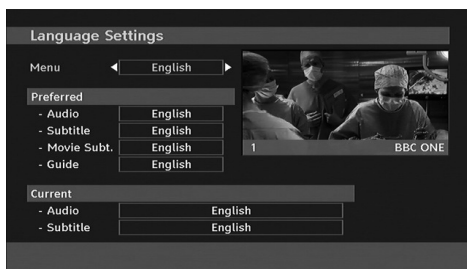 Language Settings
Menu English
1 BBC ONE
Preferred
- Audio English
- Subtitle English
- Movie Subt. English
- Guide English
Current
- Audio English
- Subtitle English